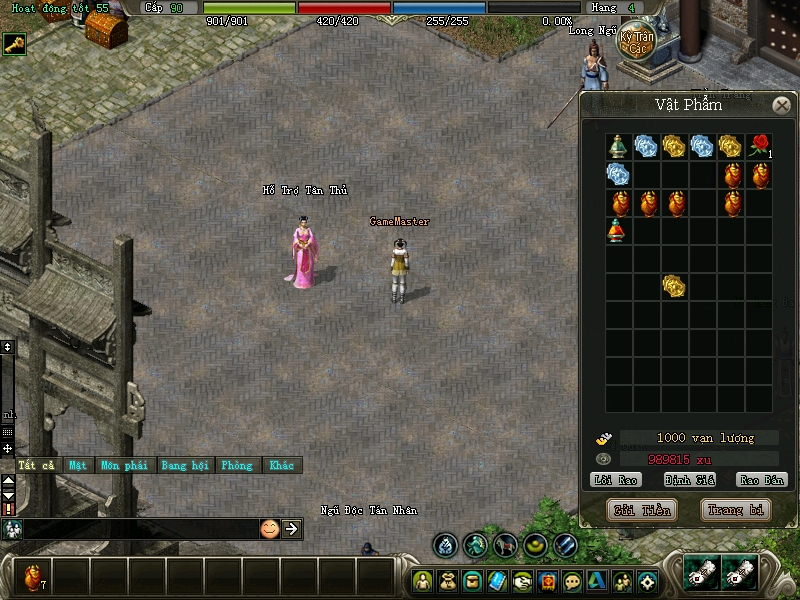 Hoạt động tốt 55
Cấp 90
Hạng 4
901/901
420/420
255/255
0.00%
Long Ngũ
Kỳ Trân
Các
Vật Phẩm
1
Hỗ Trợ Tân Thủ
GameMaster
1000 vạn lượng
989815 xu
Lời Rao
Định Giá
Rao Bán
Gửi Tiền
Trang bị
Tất cả
Mật
Môn phái
Bang hội
Phòng
Khác
Ngũ Độc Tân Nhân
7